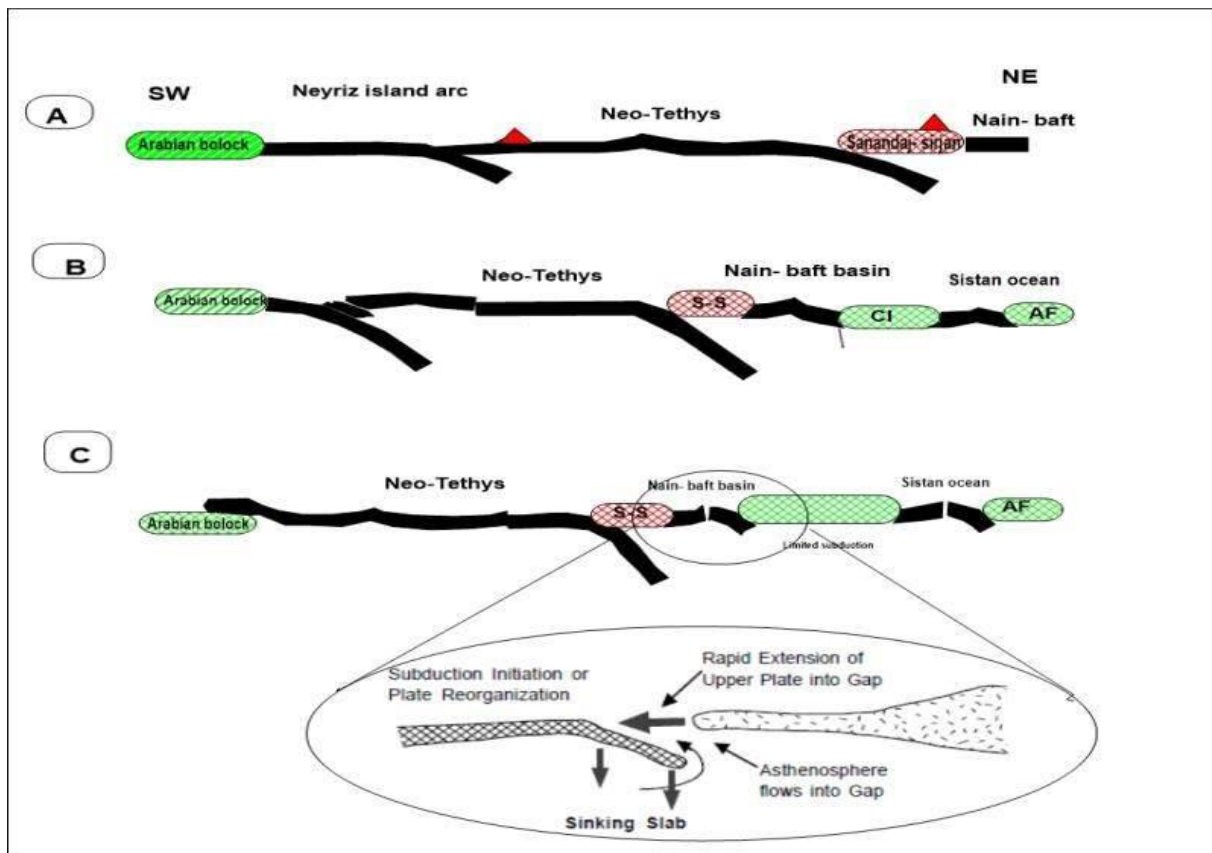 A
SW
Neyriz island arc
Neo-Tethys
NE
Nain- baft
Arabian bolock
Sanandaj- sirjan
B
Neo-Tethys
Nain- baft basin
Sistan ocean
Arabian bolock
S-S
CI
AF
C
Neo-Tethys
Nain- baft basin
Sistan ocean
Arabian bolock
S-S
AF
Limited subduction
Subduction Initiation or
Plate Reorganization
Rapid Extension of
Upper Plate into Gap
Asthenosphere
flows into Gap
Sinking Slab